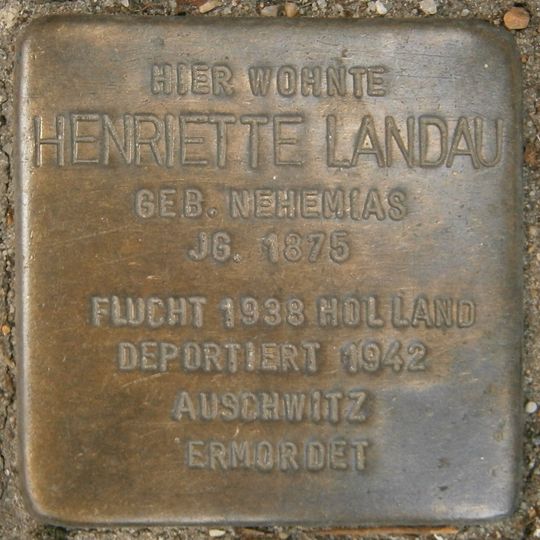 HIER WOHNTE
HENRIETTE LANDAU
GEB. NEHEMIAS
JG. 1875
FLUCHT 1938 HOLLAND
DEPORTIERT 1942
AUSCHWITZ
ERMORDET